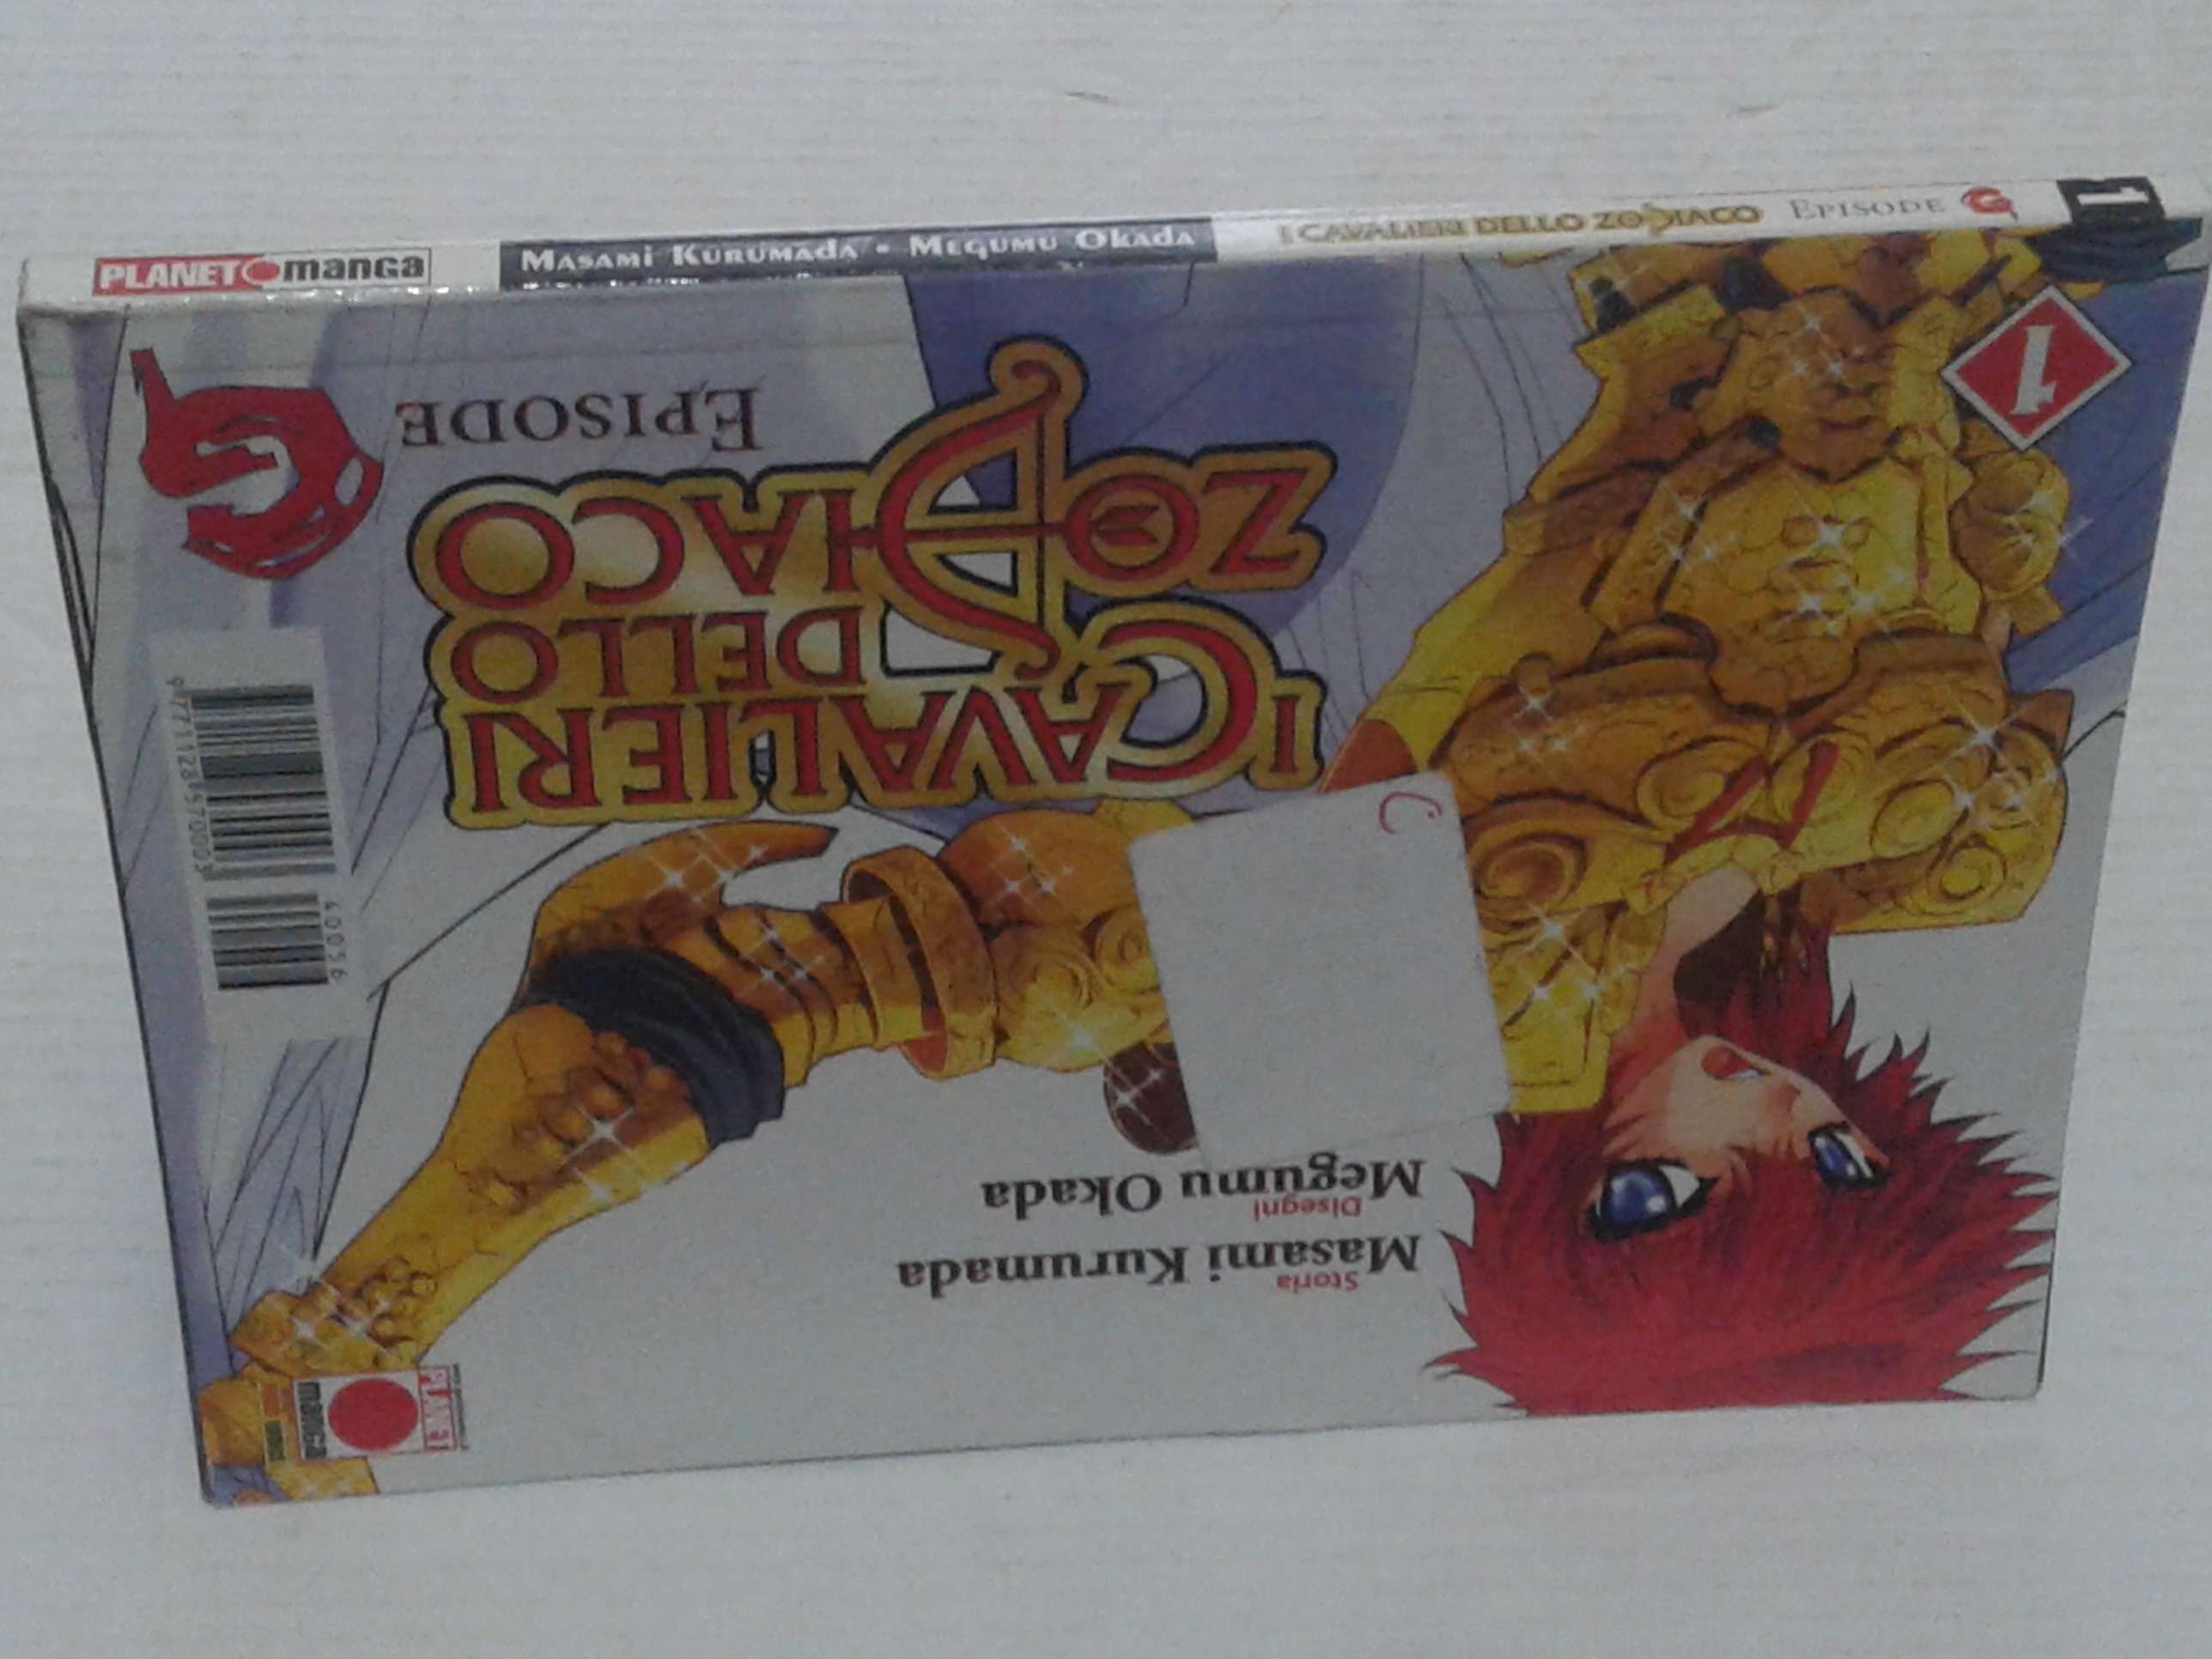 PLANET manga
MASAMI KURUMADA • MEGUMU OKADA
I CAVALIERI DELLO ZODIACO EPISODE G
1
Storia
Masami Kurumada
Disegni
Megumu Okada
I CAVALIERI
DELLO
ZODIACO
EPISODE G
1
PLANET
manga
40056